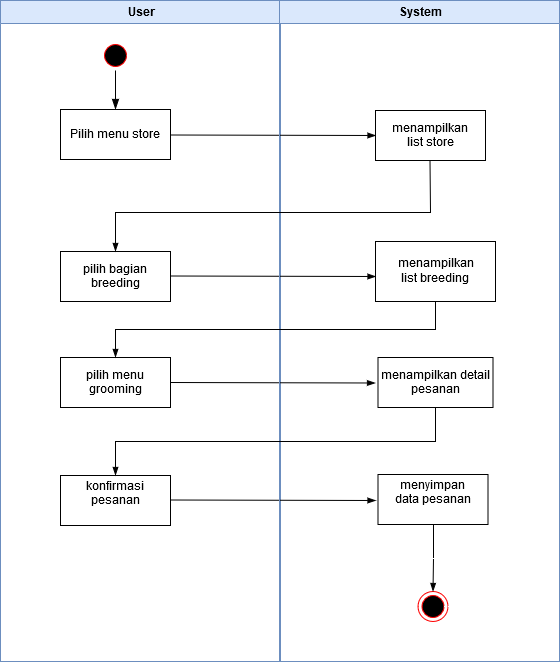 User
System
Pilih menu store
menampilkan
list store
pilih bagian
breeding
menampilkan
list breeding
pilih menu
grooming
menampilkan detail
pesanan
konfirmasi
pesanan
menyimpan
data pesanan